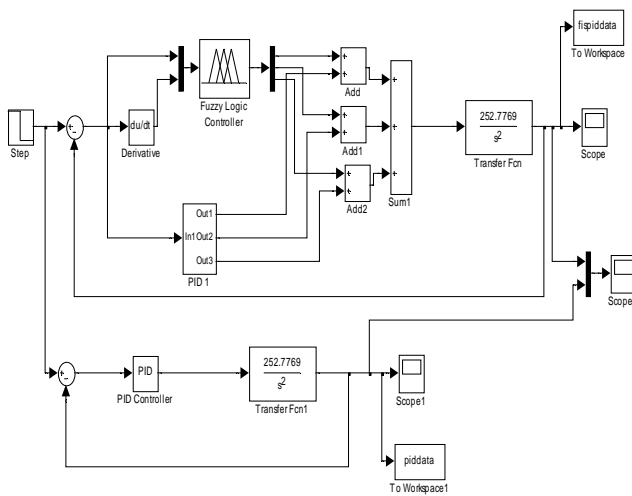 fispiddata
To Workspace
Fuzzy Logic
Controller
Add
252.7769
s2
Transfer Fcn
Scope
Step
du/dt
Derivative
Add1
Add2
Sum1
Out1
In1 Out2
Out3
PID 1
Scope
252.7769
s2
Transfer Fcn1
PID
PID Controller
Scope1
piddata
To Workspace1